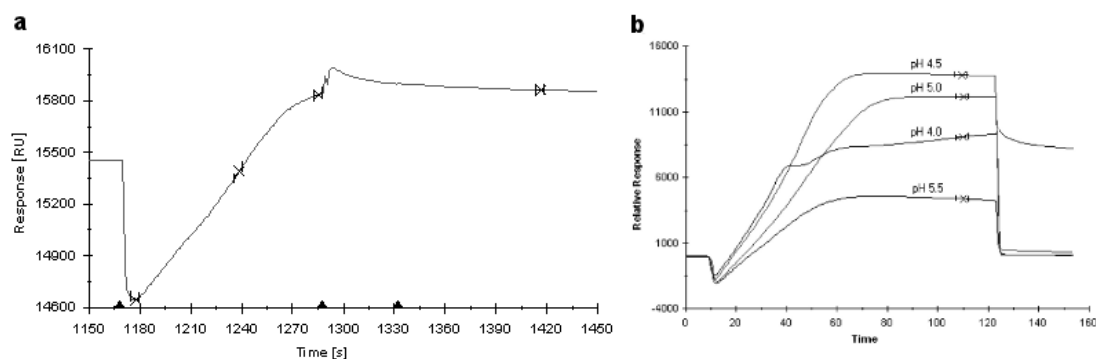 a
16100
15800
15500
15200
14900
14600
Response [RU]
1150 1180 1210 1240 1270 1300 1330 1360 1390 1420 1450
Time [s]
b
16000
11000
6000
1000
-4000
Relative Response
pH 4.5
pH 5.0
pH 4.0
pH 5.5
0 20 40 60 80 100 120 140 160
Time